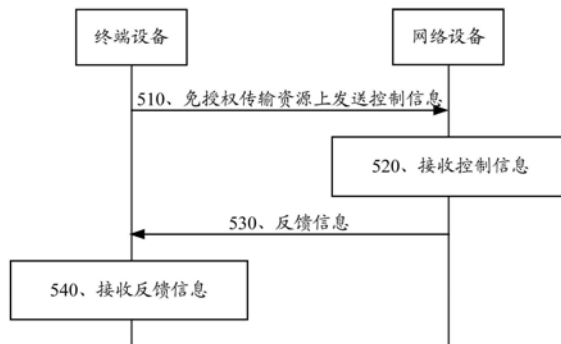 终端设备
网络设备
510、免授权传输资源上发送控制信息
520、接收控制信息
530、反馈信息
540、接收反馈信息